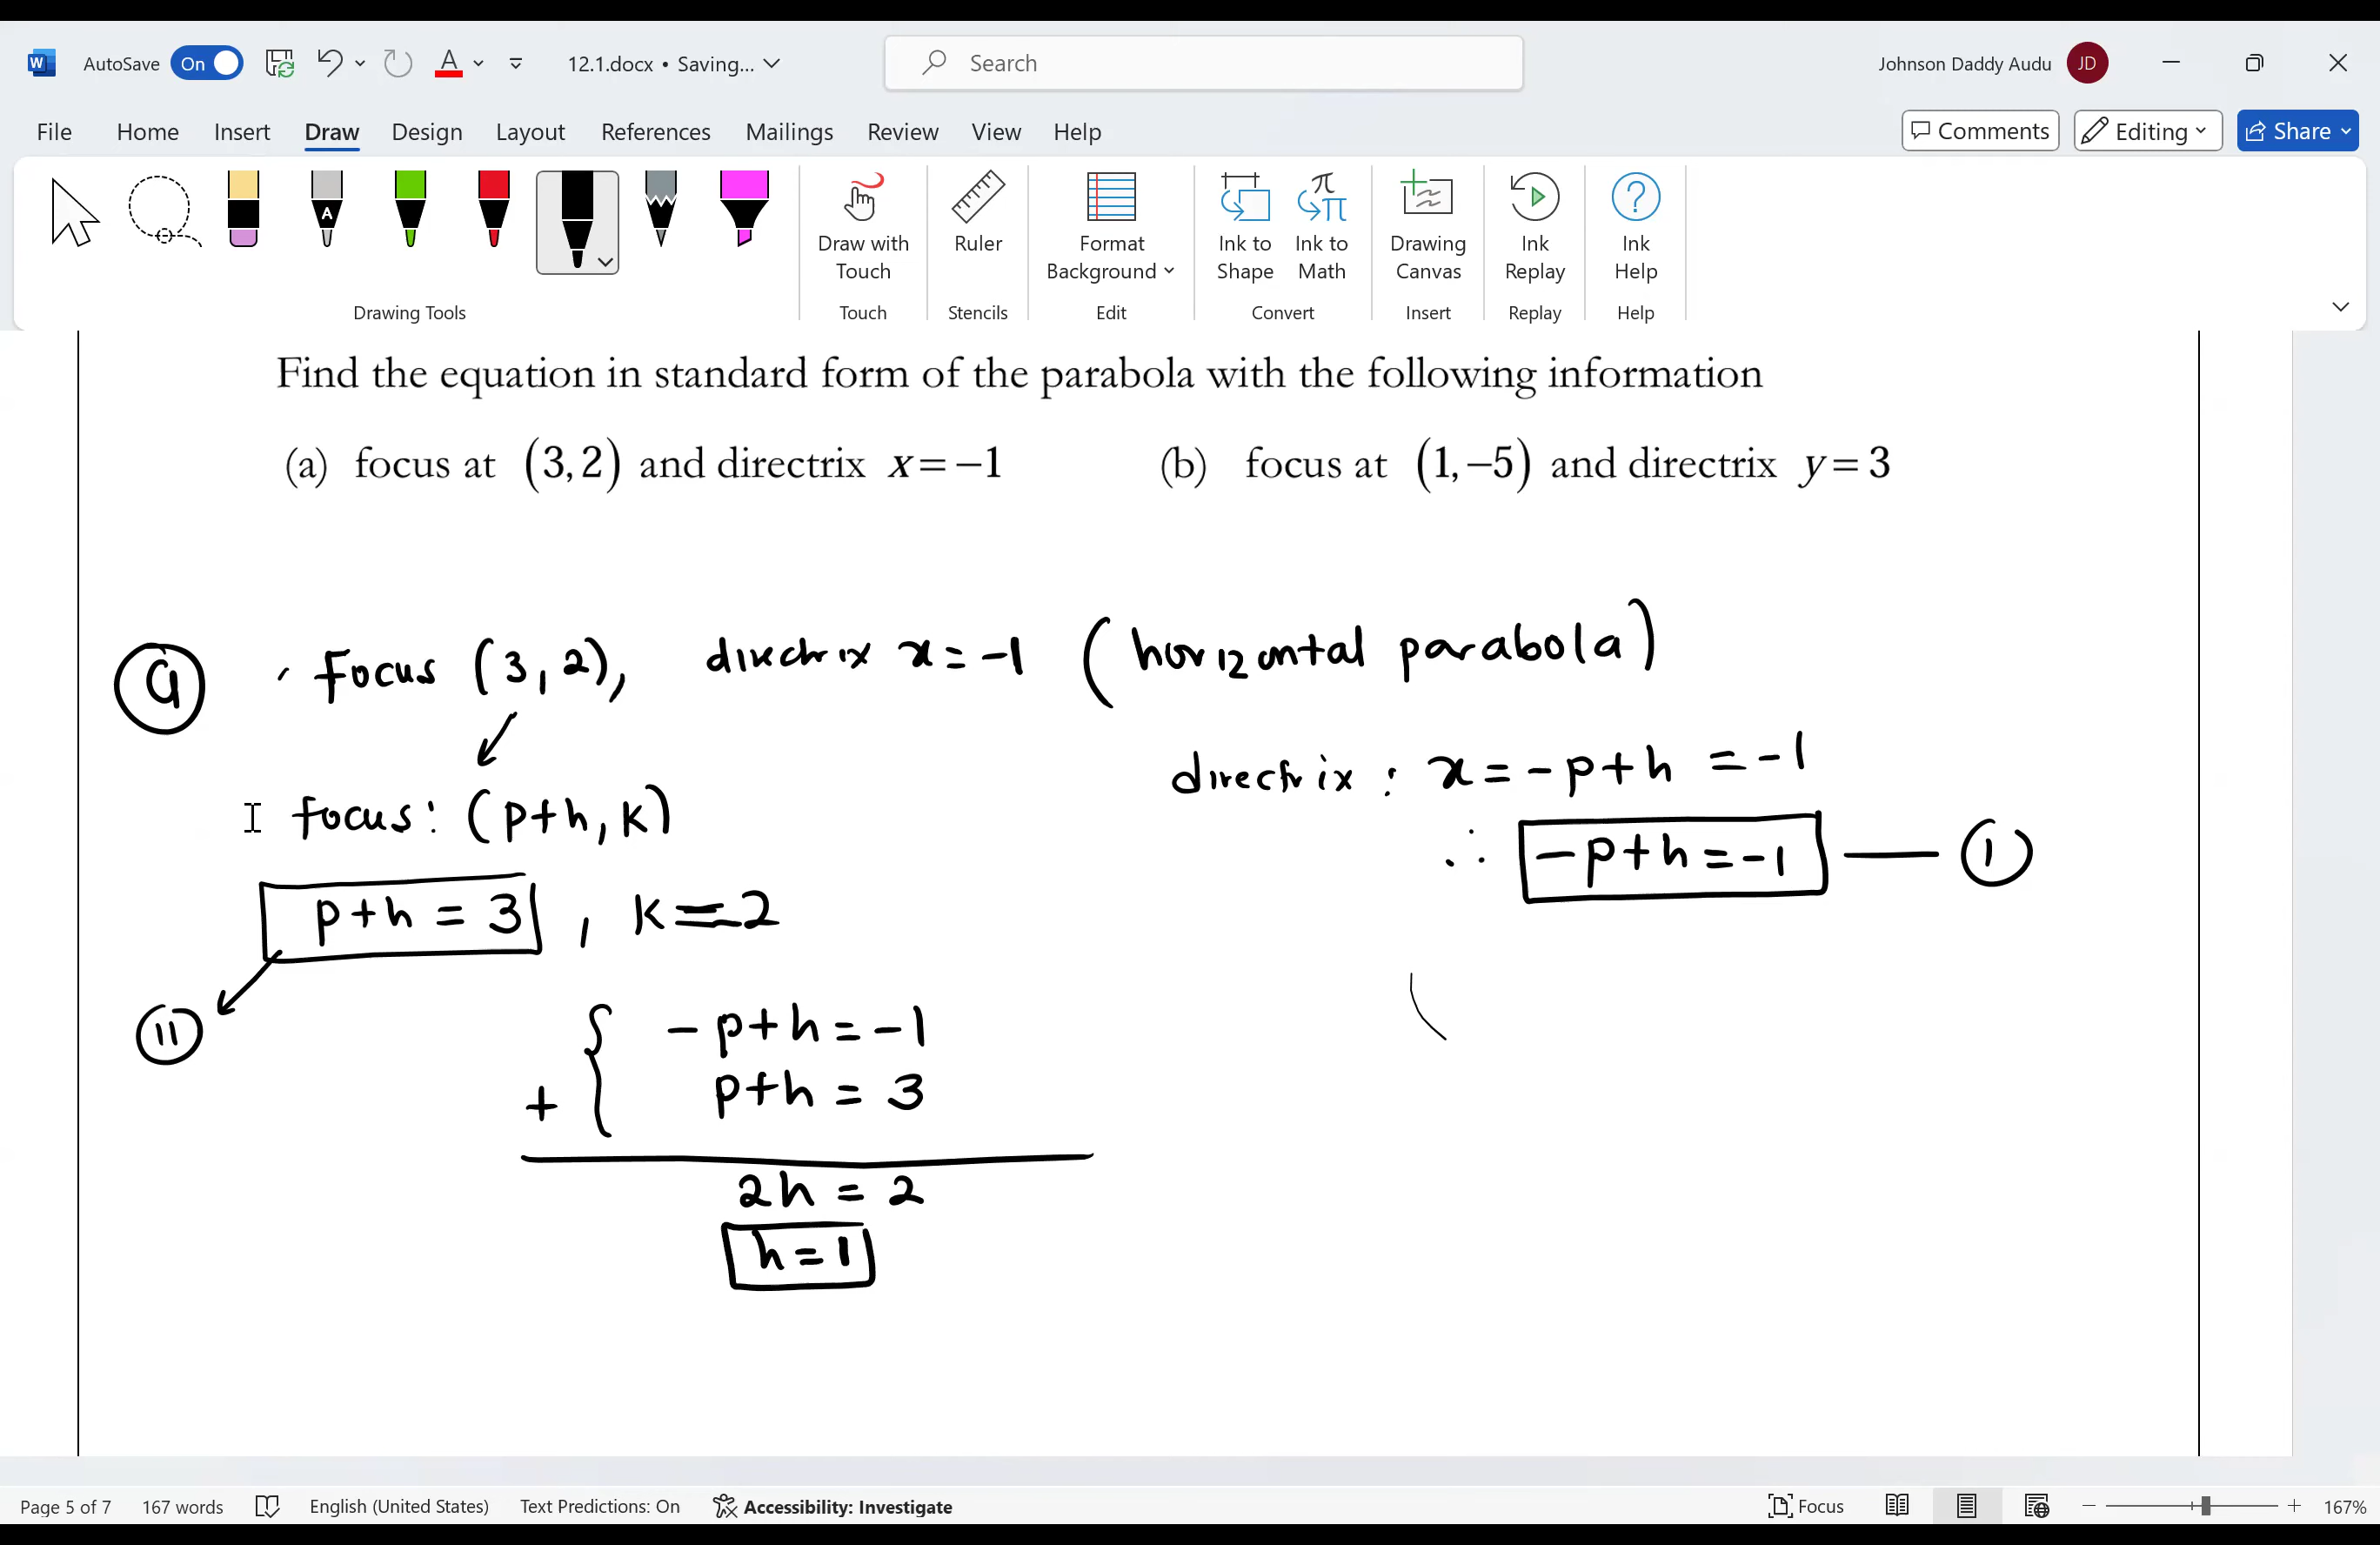 AutoSave On 12.1.docx • Saving... Search Johnson Daddy Audu JD
File Home Insert Draw Design Layout References Mailings Review View Help Comments Editing Share
A
Draw with Touch Ruler Format Background Ink to Shape Ink to Math Drawing Canvas Ink Replay Ink Help
Drawing Tools Touch Stencils Edit Convert Insert Replay Help
Find the equation in standard form of the parabola with the following information
(a) focus at (3,2) and directrix x=−1 (b) focus at (1,−5) and directrix y=3
a focus (3,2), directrix x=-1 (horizontal parabola)
directrix: x=-p+h=-1
focus: (p+h,k)
∴ -p+h=-1 — I
p+h=3, k=2
II
-p+h=-1
+ { p+h=3
2h=2
h=1
Page 5 of 7 167 words English (United States) Text Predictions: On Accessibility: Investigate Focus 167%